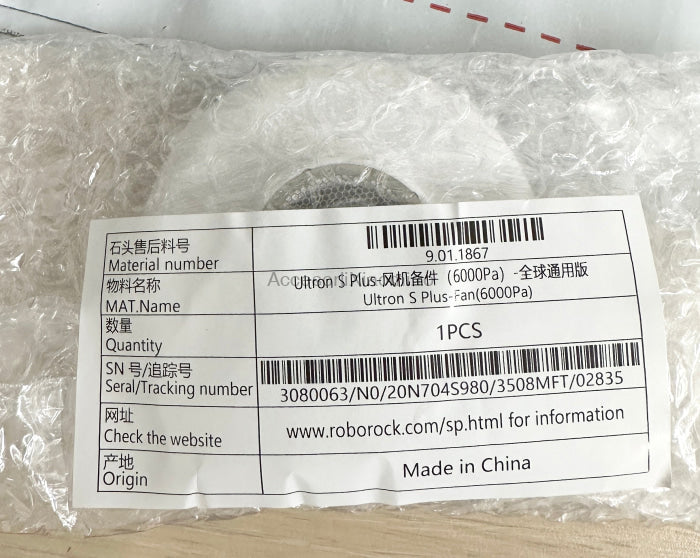 石头售后料号
Material number
9.01.1867
物料名称
MAT.Name
Ultron S Plus-风机备件（6000Pa）-全球通用版
Ultron S Plus-Fan(6000Pa)
数量
Quantity
1PCS
SN 号/追踪号
Seral/Tracking number
3080063/N0/20N704S980/3508MFT/02835
网址
Check the website
www.roborock.com/sp.html for information
产地
Origin
Made in China